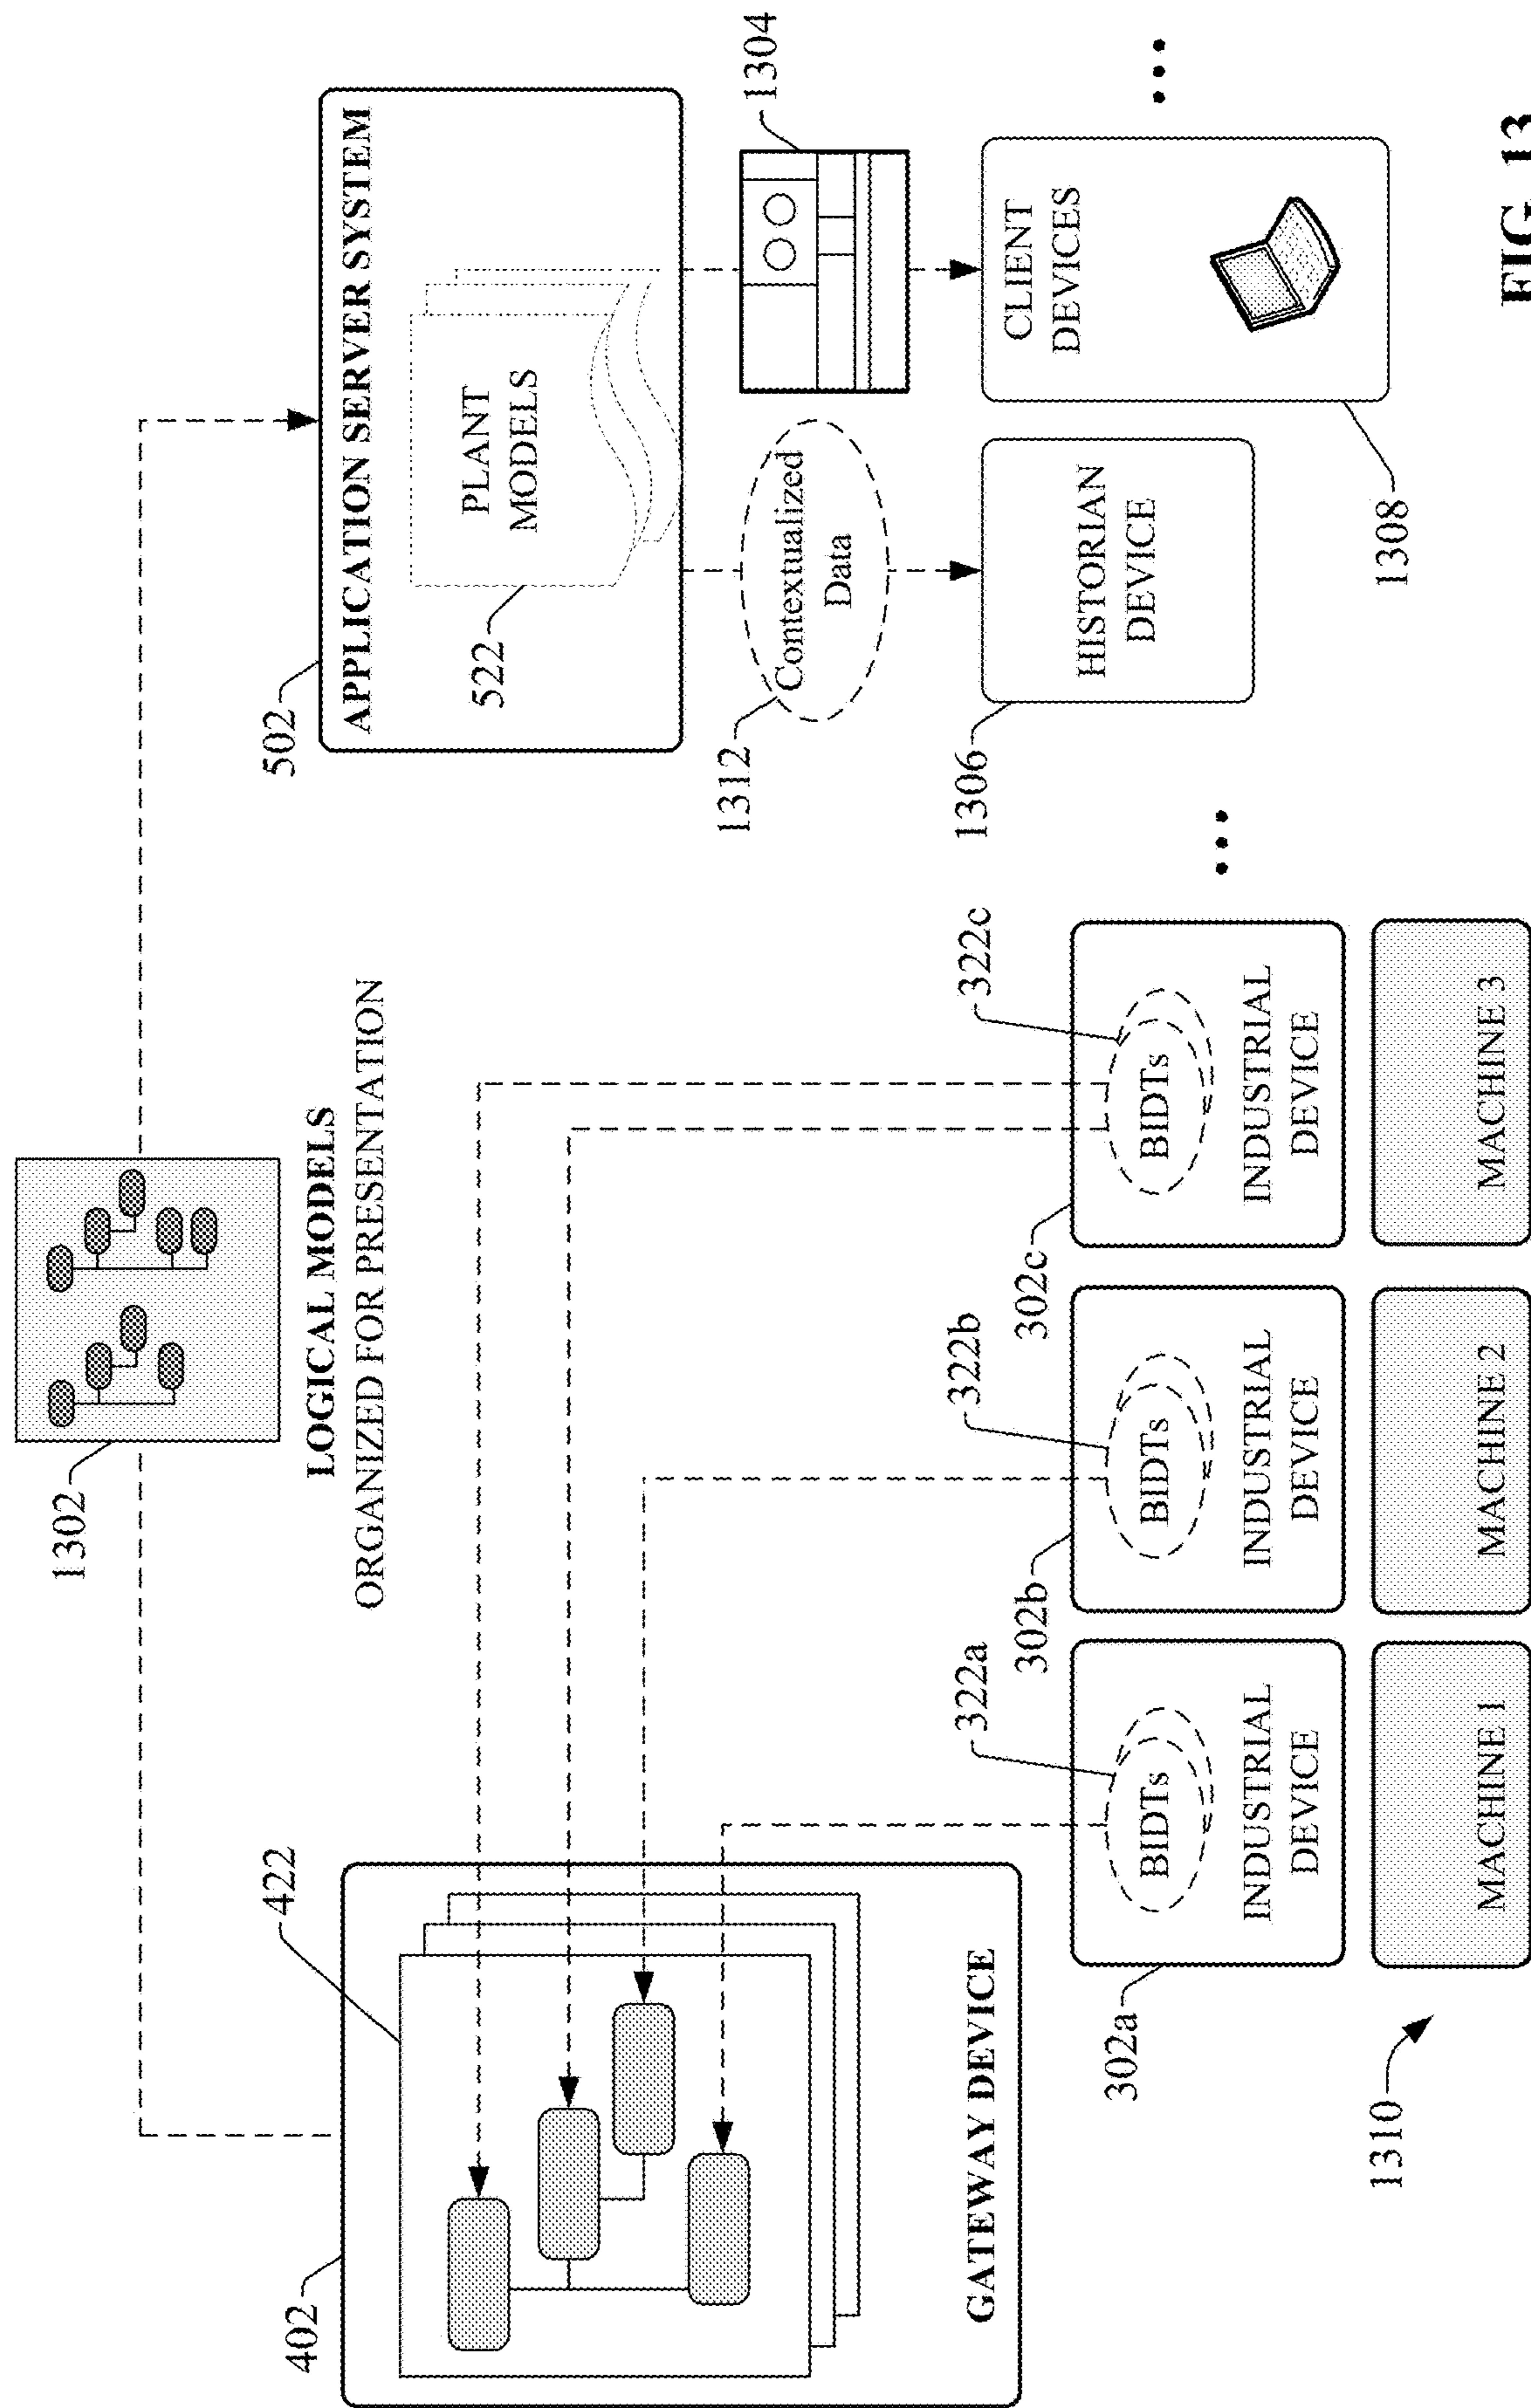 1302
LOGICAL MODELS
ORGANIZED FOR PRESENTATION
402
422
GATEWAY DEVICE
502
APPLICATION SERVER SYSTEM
522
PLANT
MODELS
1312
Contextualized
Data
1304
1306
HISTORIAN
DEVICE
CLIENT
DEVICES
1308
•••
302a
322a
BIDTs
INDUSTRIAL
DEVICE
302b
322b
BIDTs
INDUSTRIAL
DEVICE
302c
322c
BIDTs
INDUSTRIAL
DEVICE
•••
1310
MACHINE 1
MACHINE 2
MACHINE 3
FIG. 13